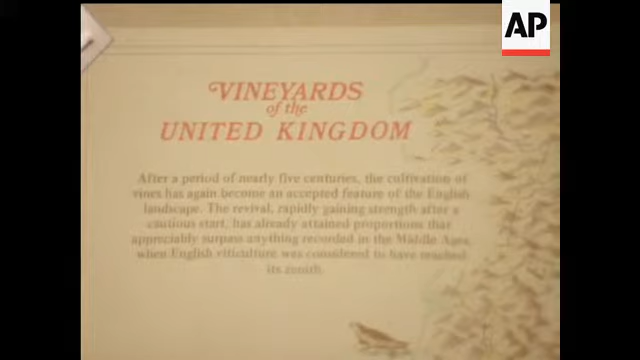 AP
VINEYARDS
of the
UNITED KINGDOM
After a period of nearly five centuries, the cultivation of
vines has again become an accepted feature of the English
landscape. The revival, rapidly gaining strength after a
cautious start, has already attained proportions that
appreciably surpass anything recorded in the Middle Ages
when English viticulture was considered to have reached
its zenith.